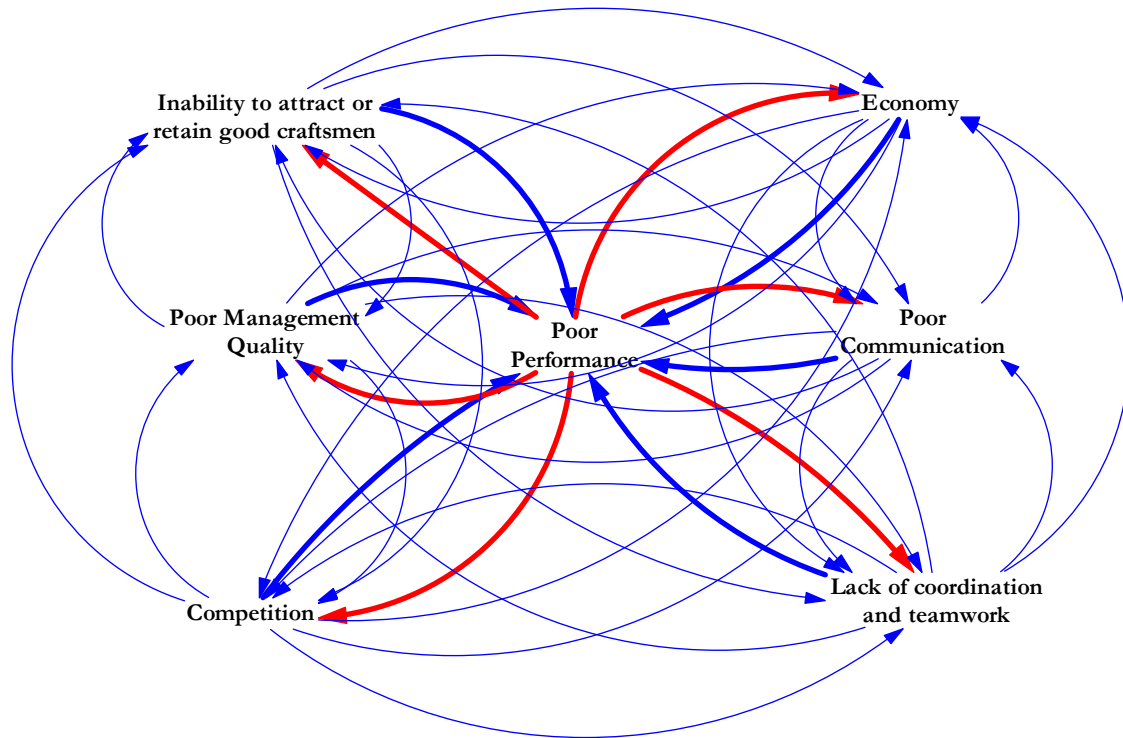 Inability to attract or
retain good craftsmen
Economy
Poor Management
Quality
Poor
Performance
Poor
Communication
Competition
Lack of coordination
and teamwork